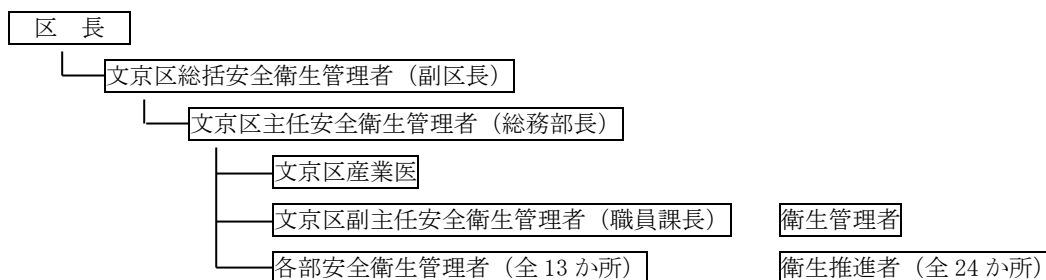 区　長
文京区総括安全衛生管理者（副区長）
文京区主任安全衛生管理者（総務部長）
文京区産業医
文京区副主任安全衛生管理者（職員課長）　衛生管理者
各部安全衛生管理者（全 13 か所）　衛生推進者（全 24 か所）